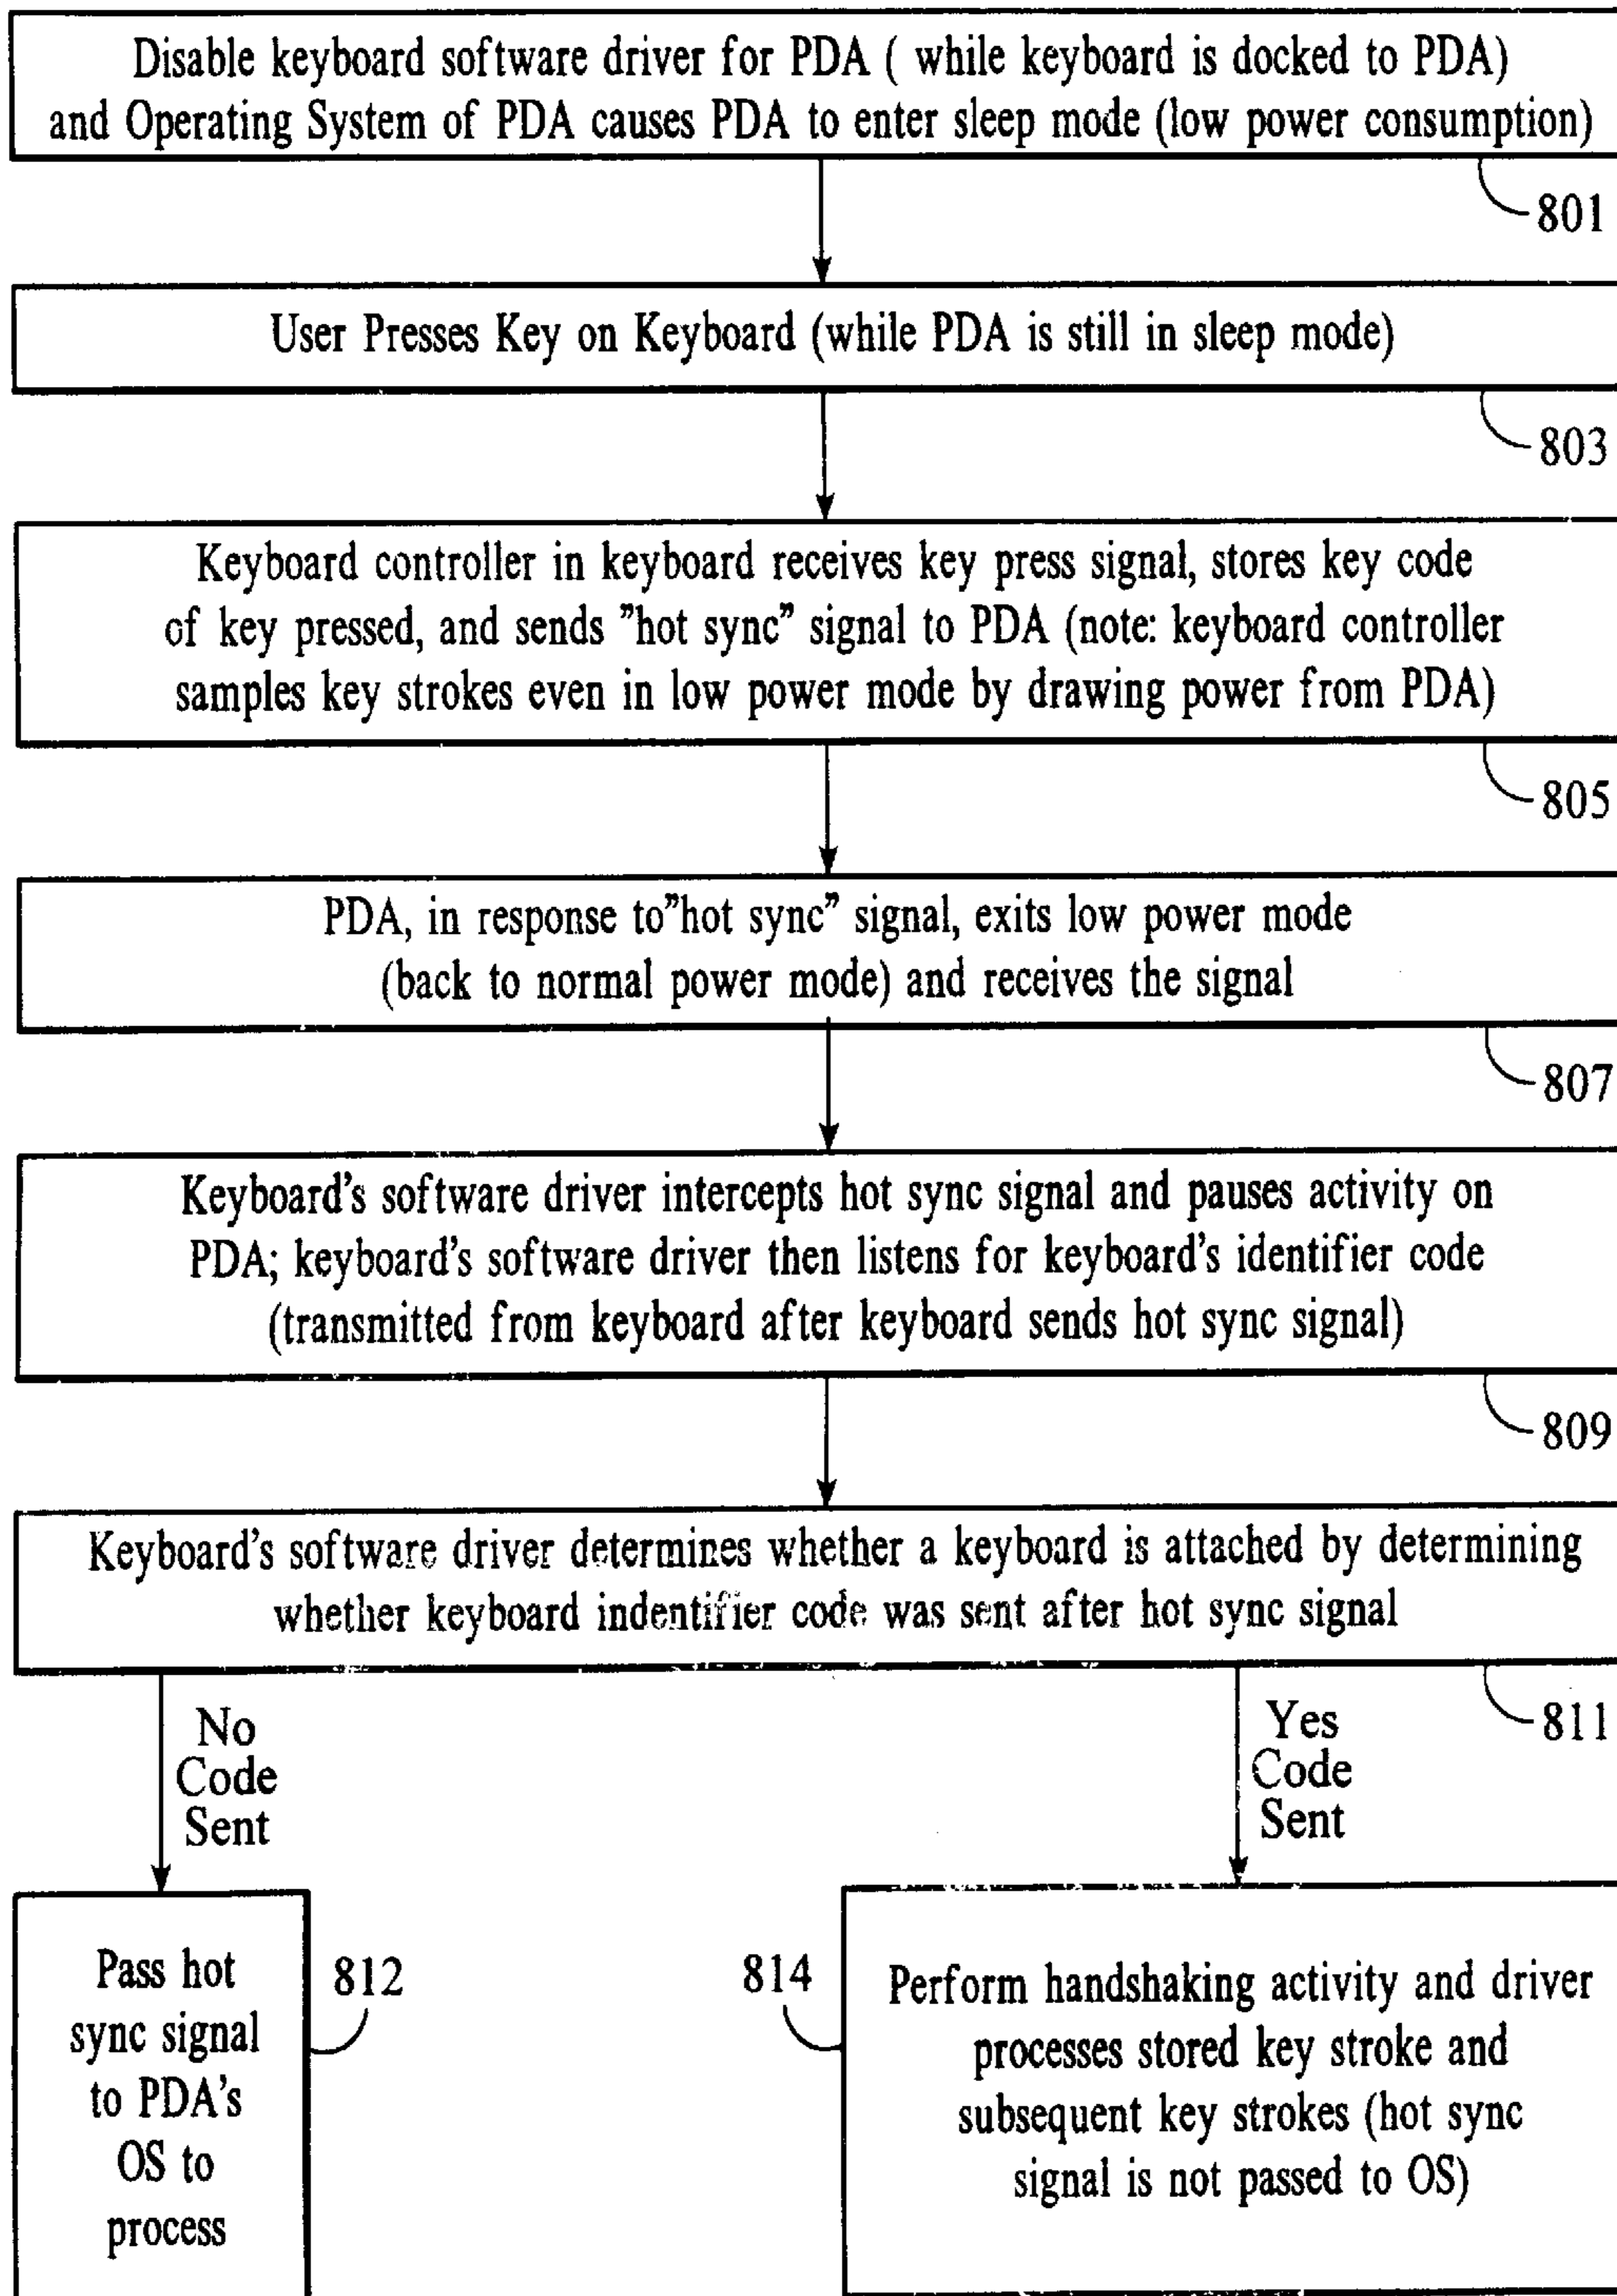 Disable keyboard software driver for PDA ( while keyboard is docked to PDA)
and Operating System of PDA causes PDA to enter sleep mode (low power consumption)
801
User Presses Key on Keyboard (while PDA is still in sleep mode)
803
Keyboard controller in keyboard receives key press signal, stores key code
of key pressed, and sends "hot sync" signal to PDA (note: keyboard controller
samples key strokes even in low power mode by drawing power from PDA)
805
PDA, in response to"hot sync" signal, exits low power mode
(back to normal power mode) and receives the signal
807
Keyboard's software driver intercepts hot sync signal and pauses activity on
PDA; keyboard's software driver then listens for keyboard's identifier code
(transmitted from keyboard after keyboard sends hot sync signal)
809
Keyboard's software driver determines whether a keyboard is attached by determining
whether keyboard indentifier code was sent after hot sync signal
811
No
Code
Sent
Yes
Code
Sent
Pass hot
sync signal
to PDA's
OS to
process
812
814
Perform handshaking activity and driver
processes stored key stroke and
subsequent key strokes (hot sync
signal is not passed to OS)